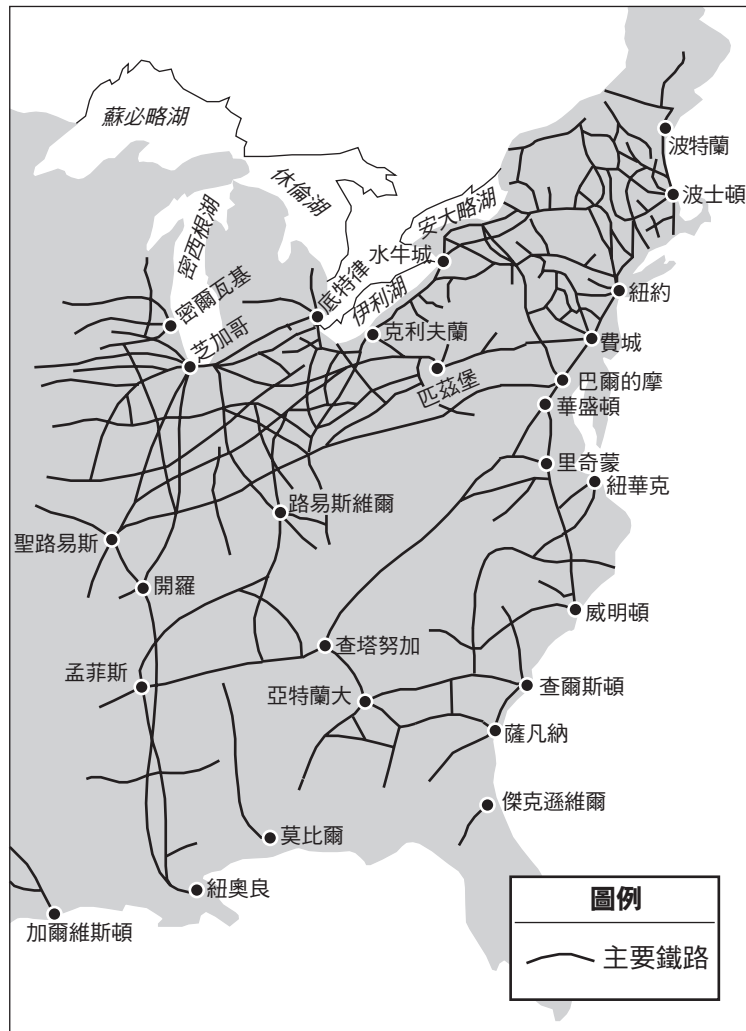 蘇必略湖
休倫湖
安大略湖
密西根湖
伊利湖
波特蘭
波士頓
水牛城
紐約
底特律
密爾瓦基
克利夫蘭
費城
芝加哥
匹茲堡
巴爾的摩
華盛頓
里奇蒙
紐華克
路易斯維爾
聖路易斯
開羅
威明頓
查塔努加
孟菲斯
亞特蘭大
查爾斯頓
薩凡納
傑克遜維爾
莫比爾
紐奧良
加爾維斯頓
圖例
主要鐵路